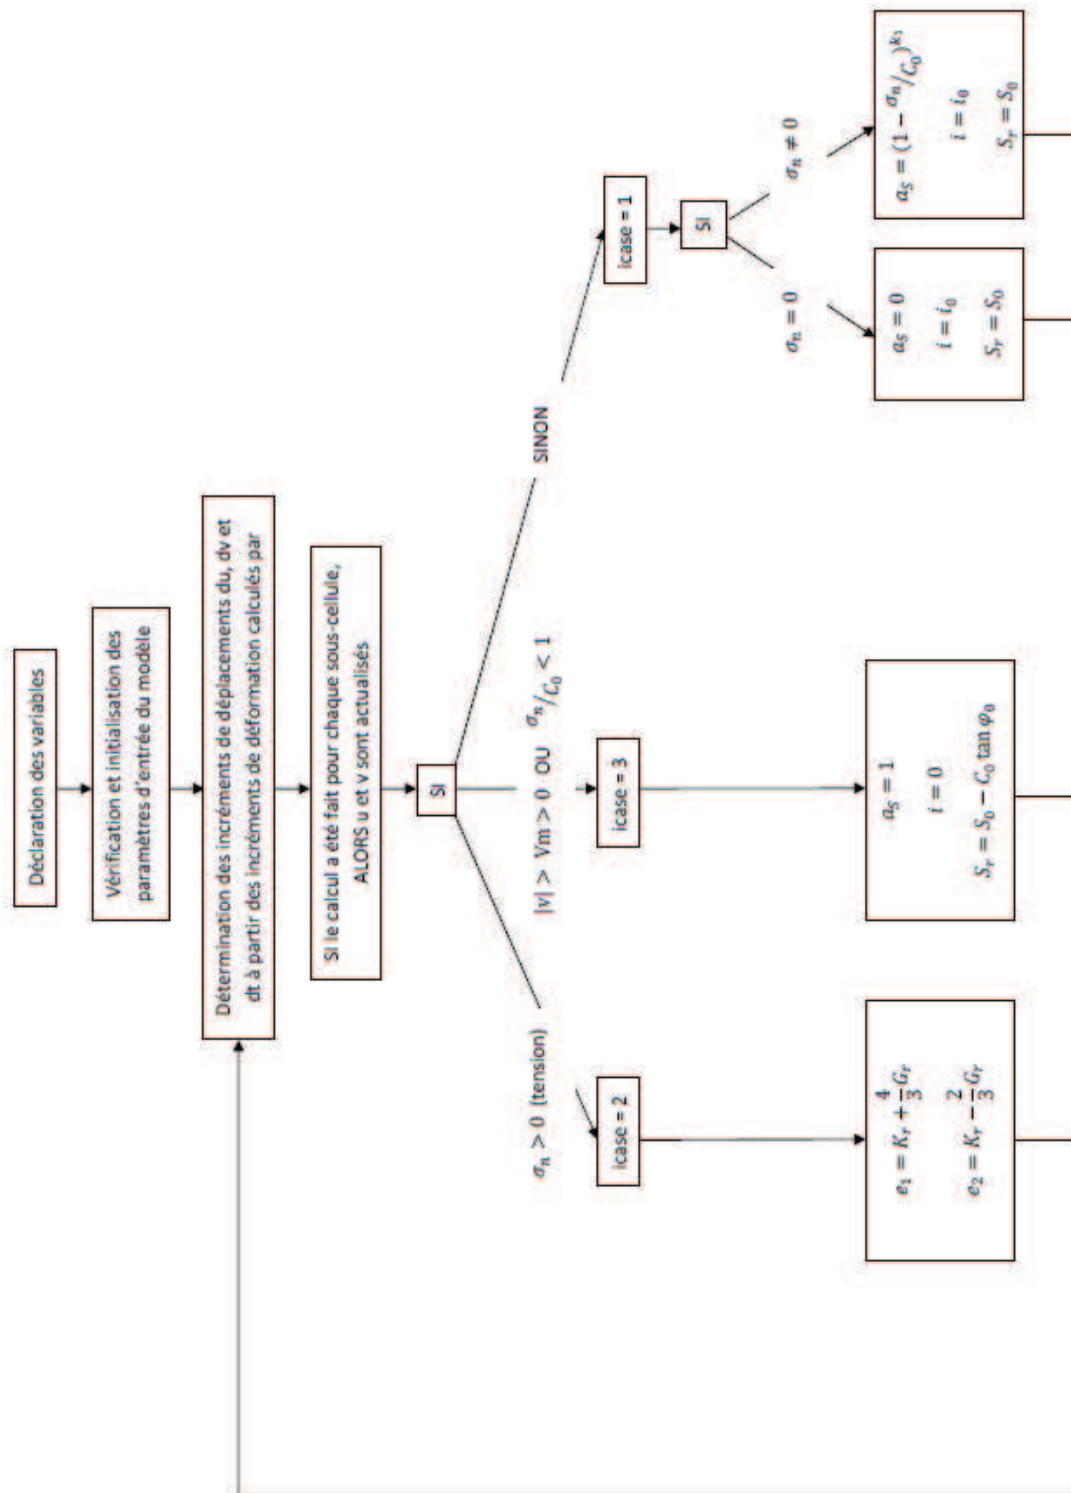 Déclaration des variables
Vérification et initialisation des
paramètres d'entrée du modèle
Détermination des incréments de déplacements du, dv et
dt à partir des incréments de déformation calculés par
SI le calcul a été fait pour chaque sous-cellule,
ALORS u et v sont actualisés
SI
σₙ > 0 (tension)
|v| > Vm > 0 OU σₙ/C₀ < 1
SINON
icase = 2
icase = 3
icase = 1
SI
σₙ = 0
σₙ ≠ 0
e₁ = Kᵣ + 4/3 Gᵣ
e₂ = Kᵣ − 2/3 Gᵣ
aₛ = 1
i = 0
Sᵣ = S₀ − C₀ tan φ₀
aₛ = 0
i = i₀
Sᵣ = S₀
aₛ = (1 − σₙ/C₀)^k₁
i = i₀
Sᵣ = S₀